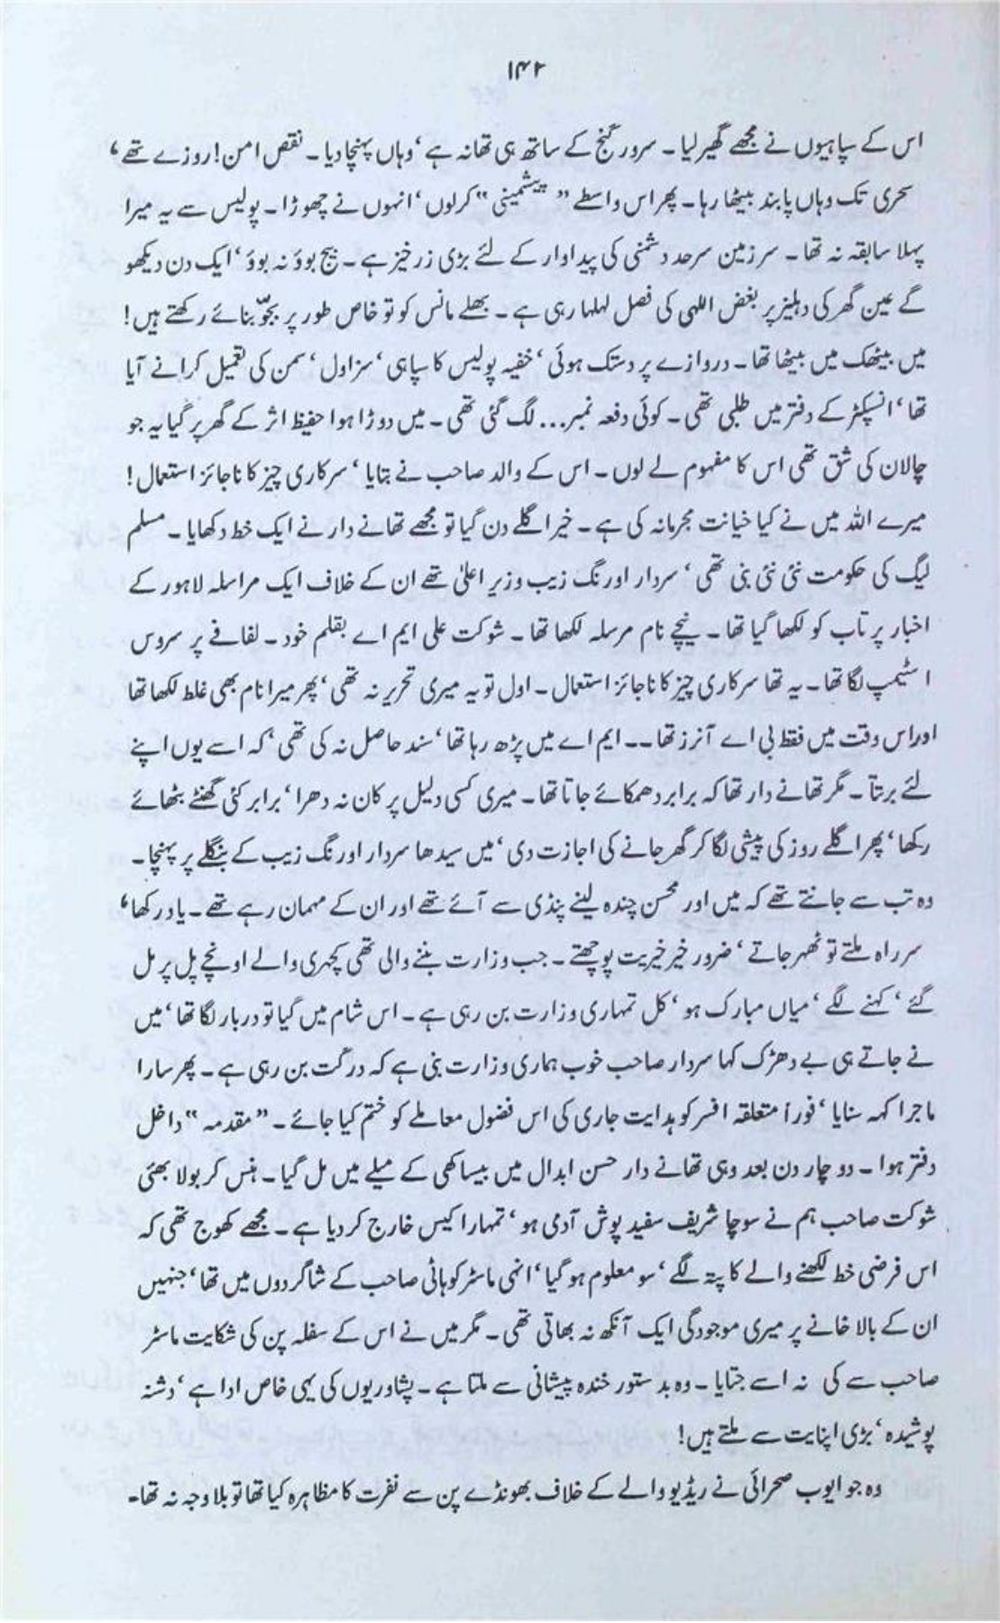 ۱۴۲
اس کے سپاہیوں نے مجھے گھیر لیا ۔ سرور گنج کے ساتھ ہی تھانہ ہے ‘ وہاں پہنچا دیا ۔ نقص امن! روزے تھے ‘
سحری تک وہاں پابند بیٹھا رہا ۔ پھر اس واسطے ” پیشمینی “ کرلوں ‘ انہوں نے چھوڑا ۔ پولیس سے یہ میرا
پہلا سابقہ نہ تھا ۔ سرزمین سرحد دشمنی کی پیداوار کے لئے بڑی زرخیز ہے ۔ بیج بوؤ نہ بوؤ ‘ ایک دن دیکھو
گے عین گھر کی دہلیز پر بغض اللہی کی فصل لہلہا رہی ہے ۔ بھلے مانس کو تو خاص طور پر بجوّ بنائے رکھتے ہیں!
میں بیٹھک میں بیٹھا تھا ۔ دروازے پر دستک ہوئی ‘ خفیہ پولیس کا سپاہی ‘ سزاول ‘ سمن کی تعمیل کرانے آیا
تھا ‘ انسپکٹر کے دفتر میں طلبی تھی ۔ کوئی دفعہ نمبر... لگ گئی تھی ۔ میں دوڑا ہوا حفیظ اثر کے گھر پر گیا یہ جو
چالان کی شق تھی اس کا مفہوم لے لوں ۔ اس کے والد صاحب نے بتایا ‘ سرکاری چیز کا ناجائز استعمال !
میرے اللہ میں نے کیا خیانت مجرمانہ کی ہے ۔ خیر اگلے دن گیا تو مجھے تھانے دار نے ایک خط دکھایا ۔ مسلم
لیگ کی حکومت نئی نئی بنی تھی ‘ سردار اورنگ زیب وزیر اعلیٰ تھے ان کے خلاف ایک مراسلہ لاہور کے
اخبار پر تاب کو لکھا گیا تھا ۔ نیچے نام مرسلہ لکھا تھا ۔ شوکت علی ایم اے بقلم خود ۔ لفافے پر سروس
اسٹیمپ لگا تھا ۔ یہ تھا سرکاری چیز کا ناجائز استعمال ۔ اول تو یہ میری تحریر نہ تھی ‘ پھر میرا نام بھی غلط لکھا تھا
اور اس وقت میں فقط بی اے آنرز تھا ۔۔ ایم اے میں پڑھ رہا تھا ‘ سند حاصل نہ کی تھی ‘ کہ اسے یوں اپنے
لئے برتتا ۔ مگر تھانے دار تھا کہ برابر دھمکائے جاتا تھا ۔ میری کسی دلیل پر کان نہ دھرا ‘ برابر کئی گھنٹے بٹھائے
رکھا ‘ پھر اگلے روز کی پیشی لگا کر گھر جانے کی اجازت دی ‘ میں سیدھا سردار اورنگ زیب کے بنگلے پر پہنچا ۔
وہ تب سے جانتے تھے کہ میں اور محسن چندہ لینے پنڈی سے آئے تھے اور ان کے مہمان رہے تھے ۔ یاد رکھا ‘
سر راہ ملتے تو ٹھہر جاتے ‘ ضرور خیر خیریت پوچھتے ۔ جب وزارت بننے والی تھی کچہری والے اونچے پل پر مل
گئے ‘ کہنے لگے ‘ میاں مبارک ہو ‘ کل تمہاری وزارت بن رہی ہے ۔ اس شام میں گیا تو دربار لگا تھا ‘ میں
نے جاتے ہی بے دھڑک کہا سردار صاحب خوب ہماری وزارت بنی ہے کہ درگت بن رہی ہے ۔ پھر سارا
ماجرا کہہ سنایا ‘ فوراً متعلقہ افسر کو ہدایت جاری کی اس فضول معاملے کو ختم کیا جائے ۔ ” مقدمہ “ داخل
دفتر ہوا ۔ دو چار دن بعد وہی تھانے دار حسن ابدال میں بیساکھی کے میلے میں مل گیا ۔ ہنس کر بولا بھئی
شوکت صاحب ہم نے سوچا شریف سفید پوش آدمی ہو ‘ تمہارا کیس خارج کر دیا ہے ۔ مجھے کھوج تھی کہ
اس فرضی خط لکھنے والے کا پتہ لگے ‘ سو معلوم ہو گیا ‘ انہی ماسٹر کوہاٹی صاحب کے شاگردوں میں تھا ‘ جنہیں
ان کے بالا خانے پر میری موجودگی ایک آنکھ نہ بھاتی تھی ۔ مگر میں نے اس کے سفلہ پن کی شکایت ماسٹر
صاحب سے کی نہ اسے جتایا ۔ وہ بدستور خندہ پیشانی سے ملتا ہے ۔ پشاوریوں کی یہی خاص ادا ہے ‘ دشنہ
پوشیدہ ‘ بڑی اپنایت سے ملتے ہیں!
وہ جو ایوب صحرائی نے ریڈیو والے کے خلاف بھونڈے پن سے نفرت کا مظاہرہ کیا تھا تو بلا وجہ نہ تھا ۔